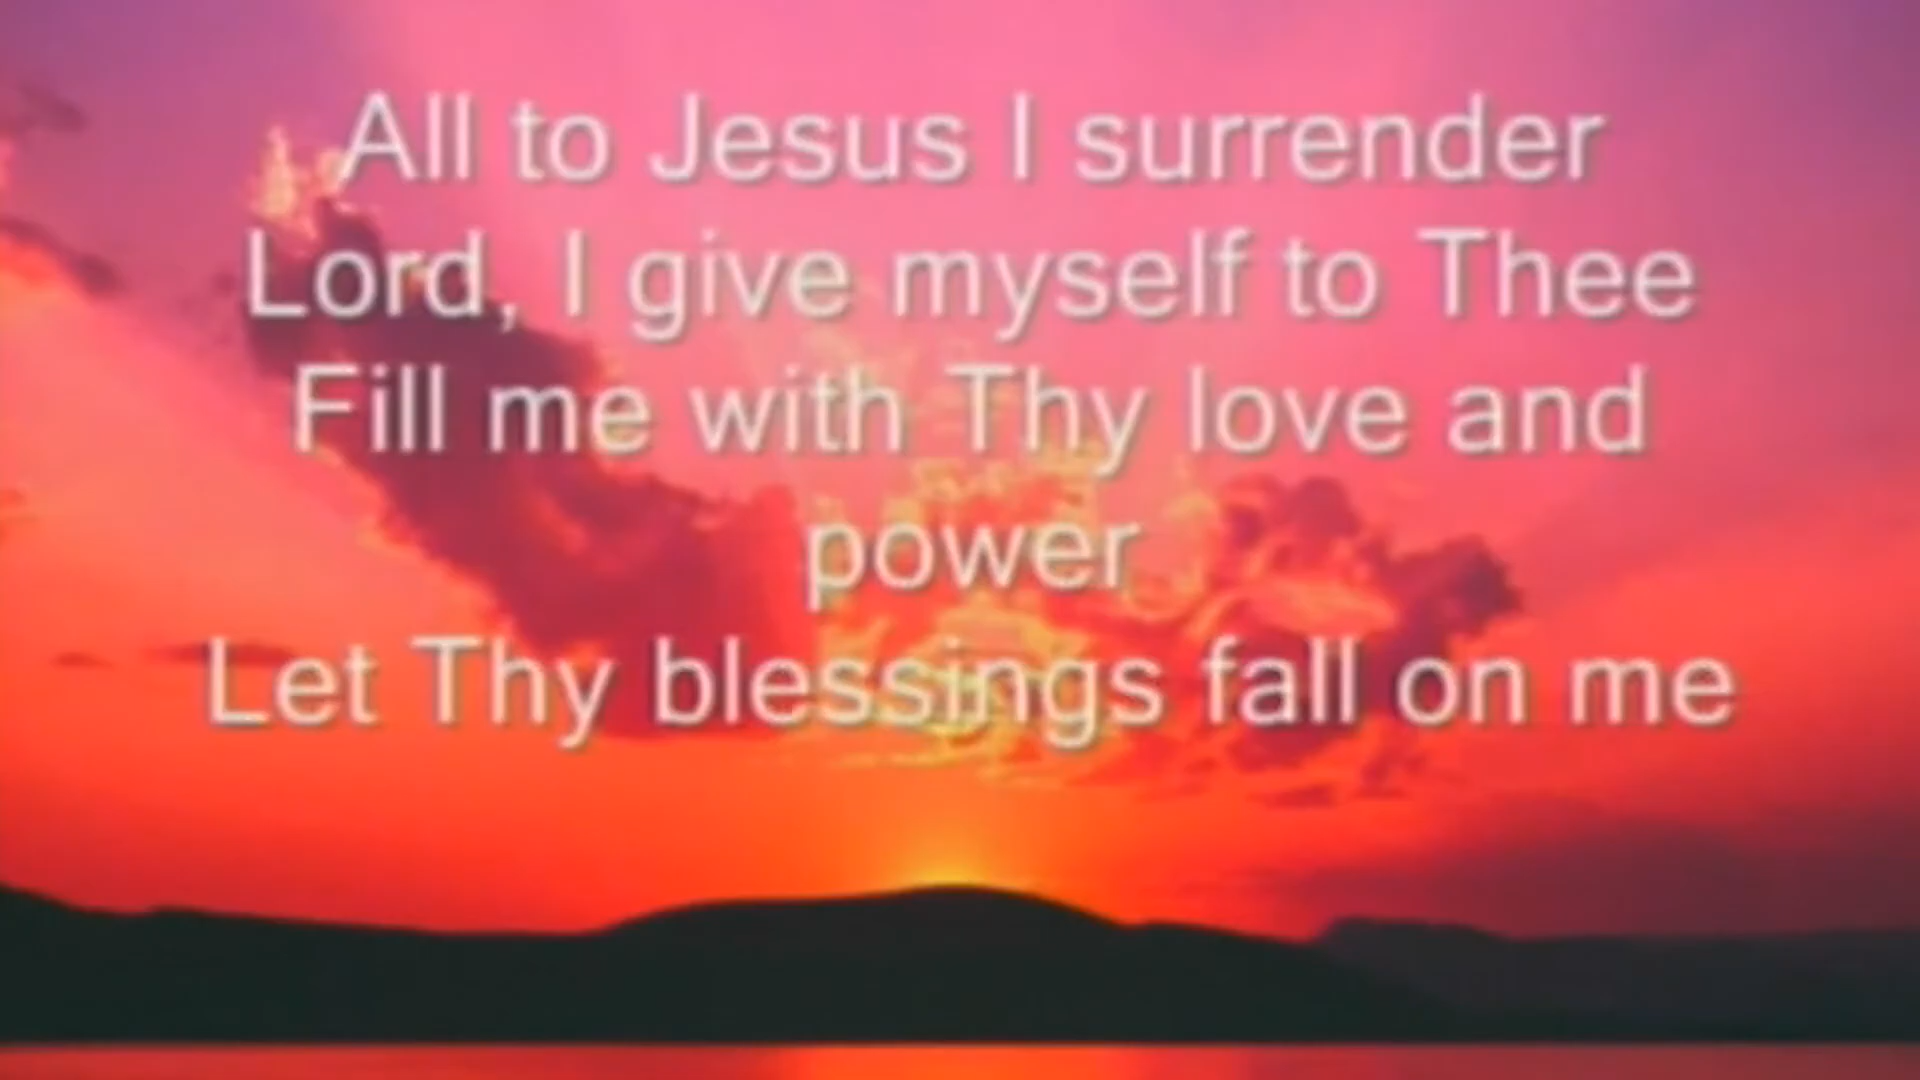 All to Jesus I surrender
Lord, I give myself to Thee
Fill me with Thy love and
power
Let Thy blessings fall on me